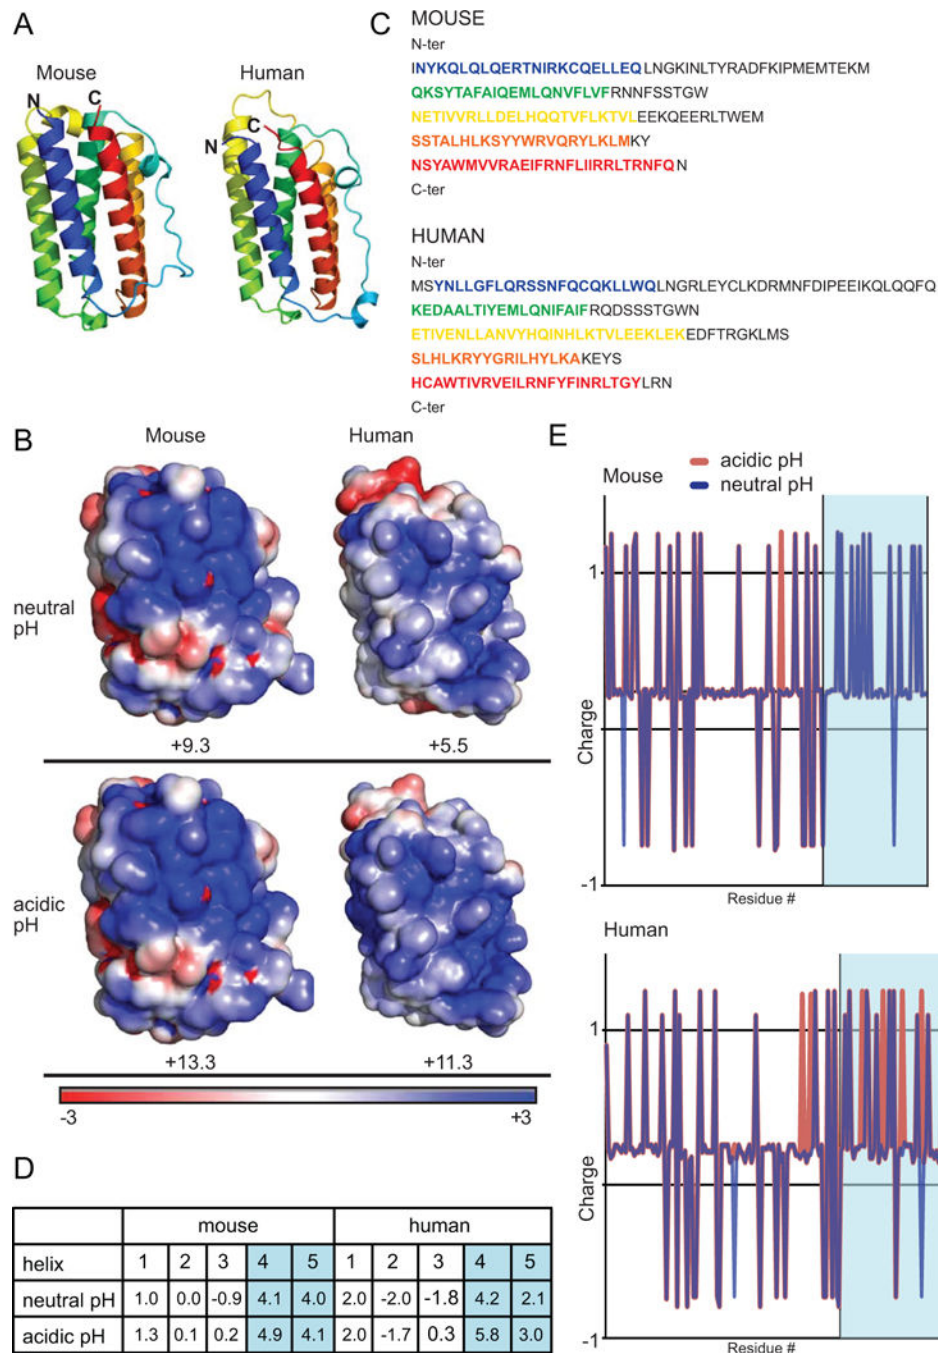 A
Mouse
Human
N
C
N
C
C
MOUSE
N-ter
INYKQLQLQERTNIRKCQELLEQLNGKINLTYRADFKIPMEMTEKM
QKSYTAFAIQEMLQNVFLVFRNNFSSTGW
NETIVVRLLDELHQQTVFLKTVLEEKQEERLTWEM
SSTALHLKSYYWRVQRYLKLMKY
NSYAWMVVRAEIFRNFLIIRRLTRNFQN
C-ter
HUMAN
N-ter
MSYNLLGFLQRSSNFQCQKLLWQLNGRLEYCLKDRMNFDIPEEIKQLQQFQ
KEDAALTIYEMLQNIFAIFRQDSSSTGWN
ETIVENLLANVYHQINHLKTVLEEKLEKEDFTRGKLMS
SLHLKRYYGRILHYLKAKEYS
HCAWTIVRVEILRNFYFINRLTGYLRN
C-ter
B
Mouse
Human
neutral
pH
+9.3
+5.5
acidic
pH
+13.3
+11.3
-3
+3
D
mouse
human
helix 1 2 3 4 5 1 2 3 4 5
neutral pH 1.0 0.0 -0.9 4.1 4.0 2.0 -2.0 -1.8 4.2 2.1
acidic pH 1.3 0.1 0.2 4.9 4.1 2.0 -1.7 0.3 5.8 3.0
E
acidic pH
neutral pH
Mouse
1
Charge
-1
Residue #
Human
1
Charge
-1
Residue #